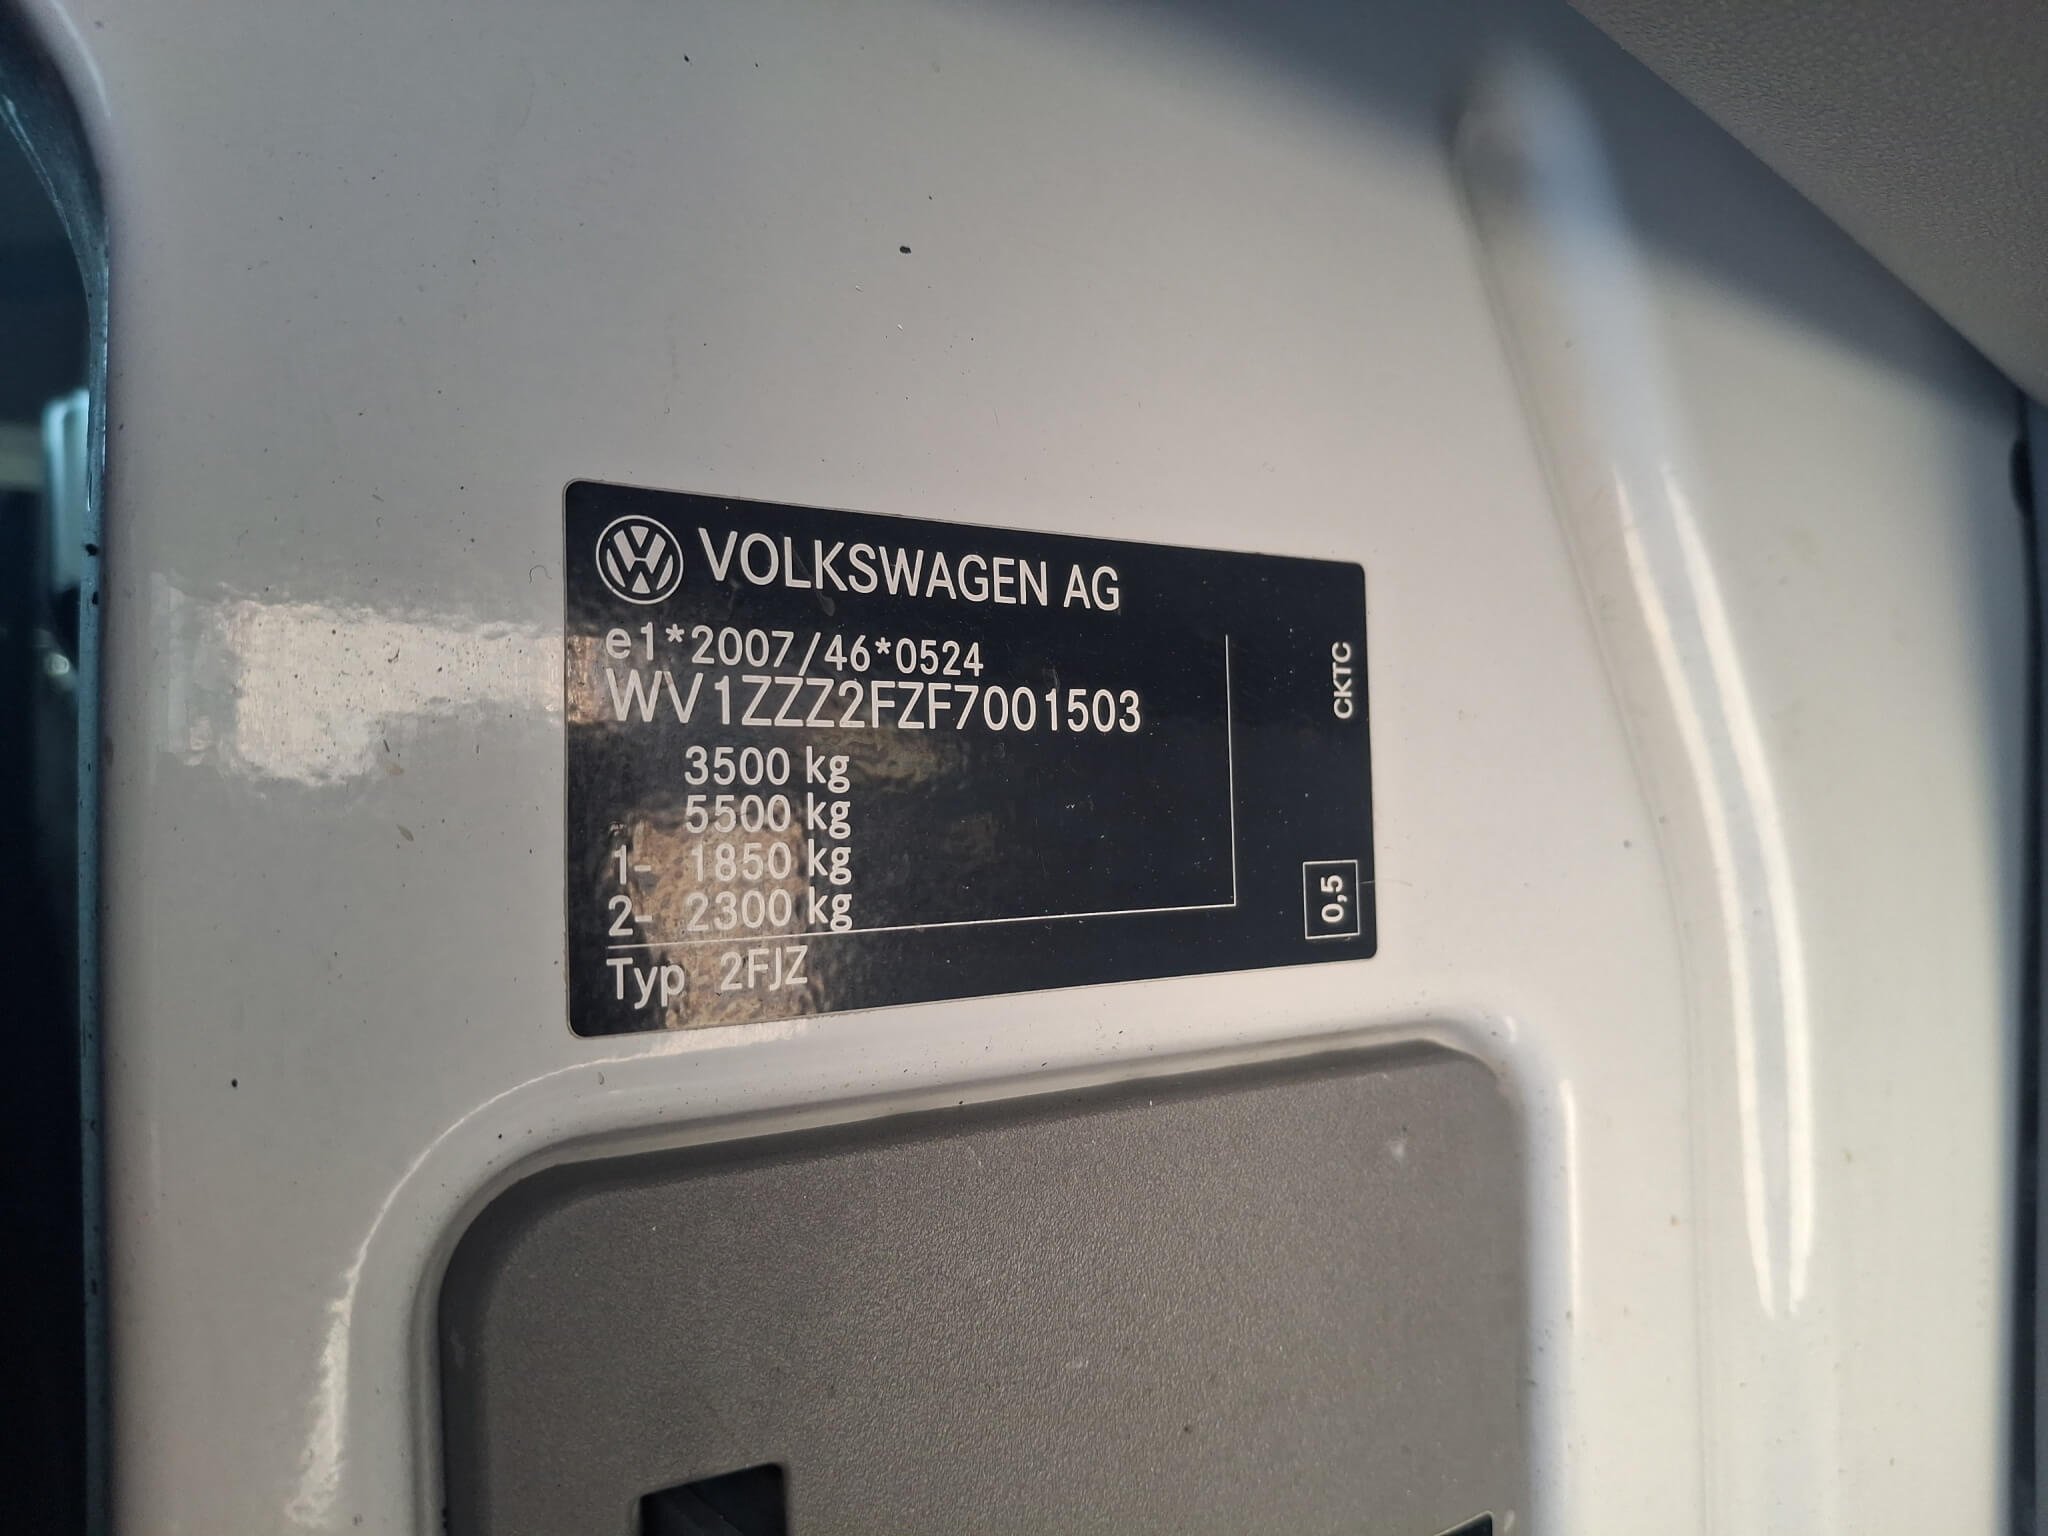 VOLKSWAGEN AG
e1*2007/46*0524
WV1ZZZ2FZF7001503
3500 kg
5500 kg
1- 1850 kg
2- 2300 kg
Typ 2FJZ
CKTC
0,5